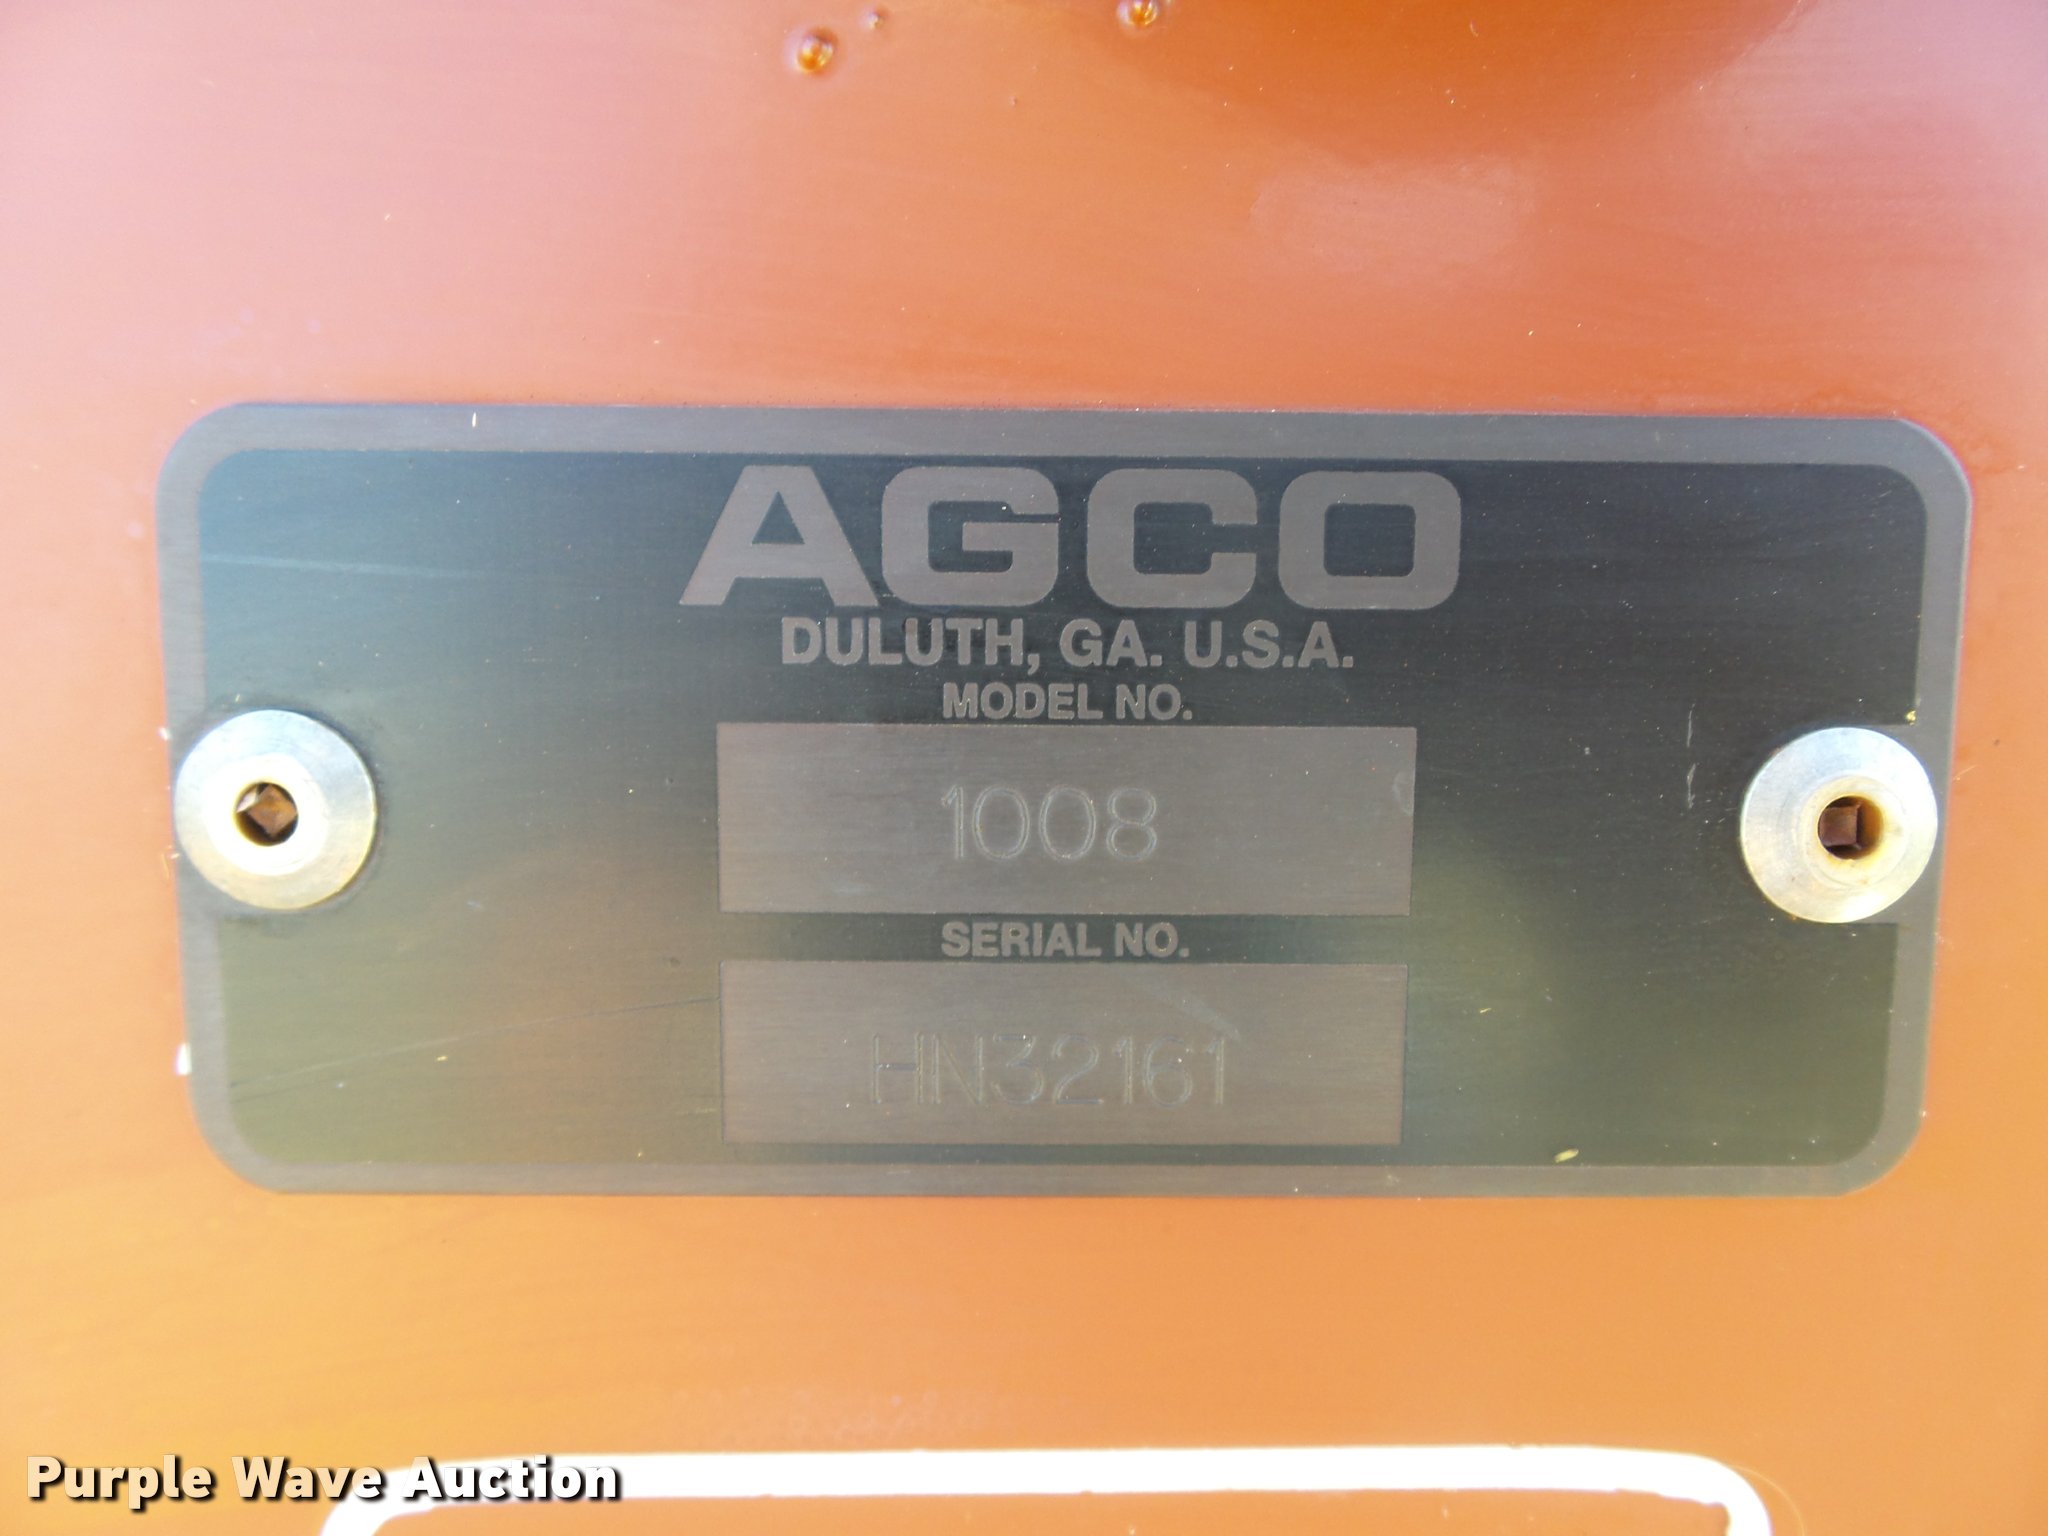 AGCO
DULUTH, GA. U.S.A.
MODEL NO.
1008
SERIAL NO.
HN32161
Purple Wave Auction